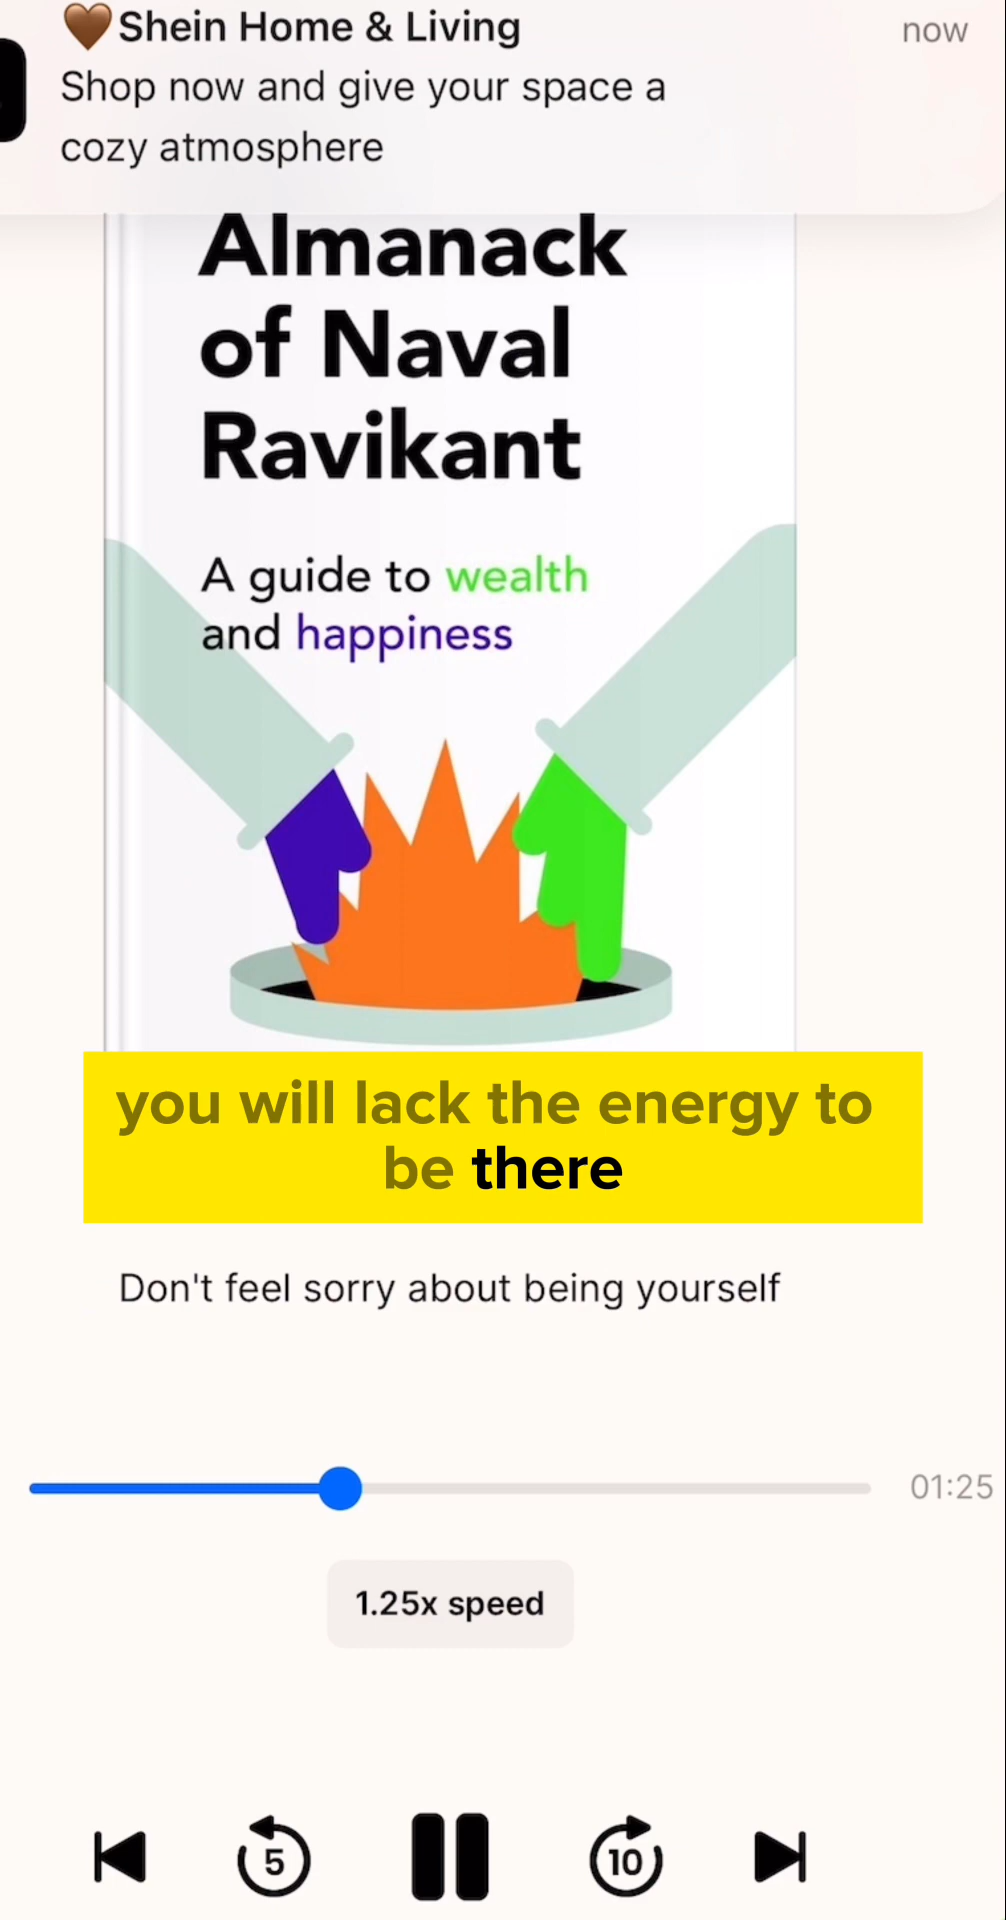 🤎Shein Home & Living
now
Shop now and give your space a
cozy atmosphere
Almanack
of Naval
Ravikant
A guide to wealth
and happiness
you will lack the energy to
be there
Don't feel sorry about being yourself
01:25
1.25x speed
5
10